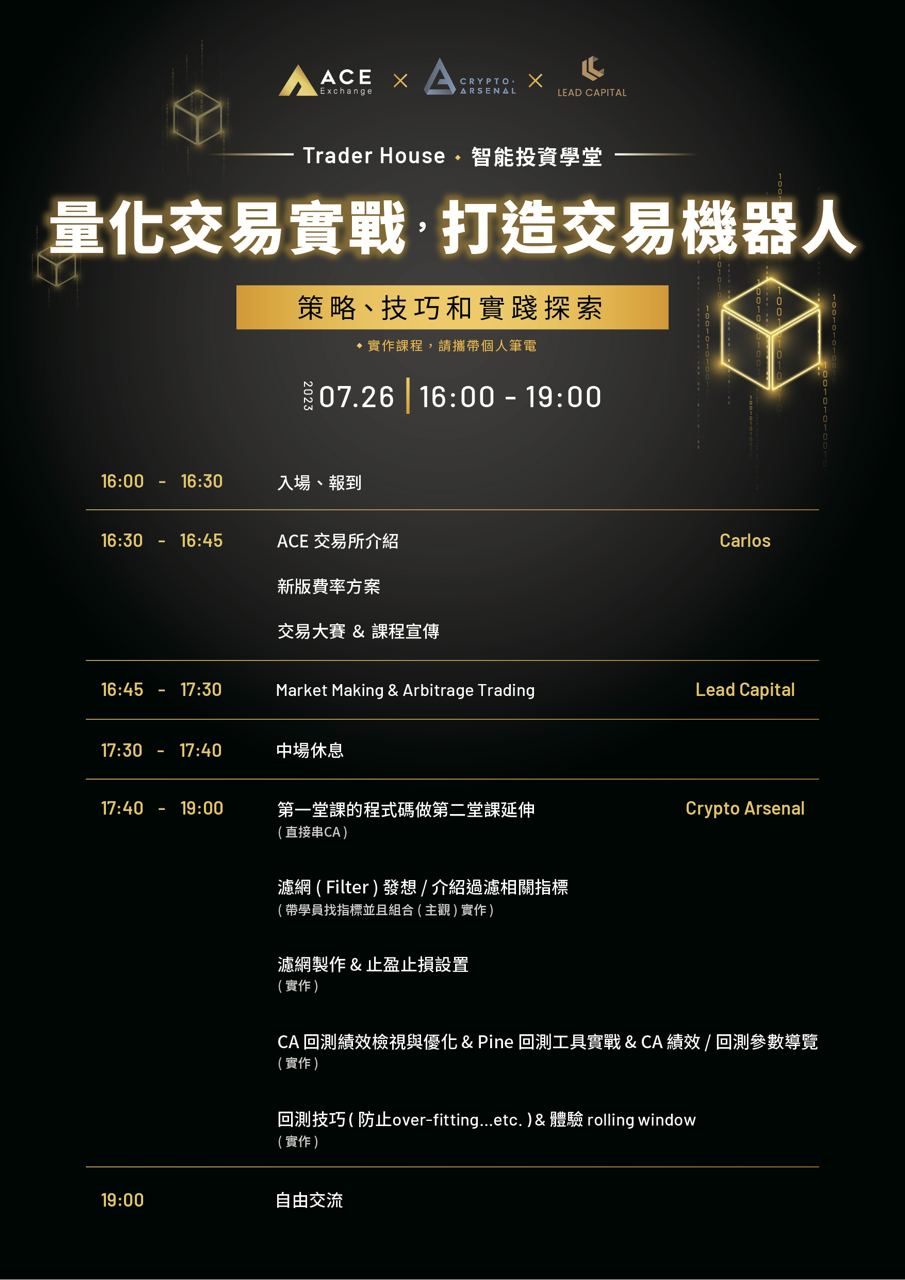 ACE Exchange × CRYPTO· ARSENAL × LEAD CAPITAL
Trader House · 智能投資學堂
量化交易實戰，打造交易機器人
策略、技巧和實踐探索
實作課程，請攜帶個人筆電
2023 07.26 | 16:00 - 19:00
16:00 - 16:30 入場、報到
16:30 - 16:45 ACE 交易所介紹 Carlos
新版費率方案
交易大賽 & 課程宣傳
16:45 - 17:30 Market Making & Arbitrage Trading Lead Capital
17:30 - 17:40 中場休息
17:40 - 19:00 第一堂課的程式碼做第二堂課延伸 Crypto Arsenal
( 直接串CA )
濾網 ( Filter ) 發想 / 介紹過濾相關指標
( 帶學員找指標並且組合 ( 主觀 ) 實作 )
濾網製作 & 止盈止損設置
( 實作 )
CA 回測績效檢視與優化 & Pine 回測工具實戰 & CA 績效 / 回測參數導覽
( 實作 )
回測技巧 ( 防止over-fitting...etc. ) & 體驗 rolling window
( 實作 )
19:00 自由交流